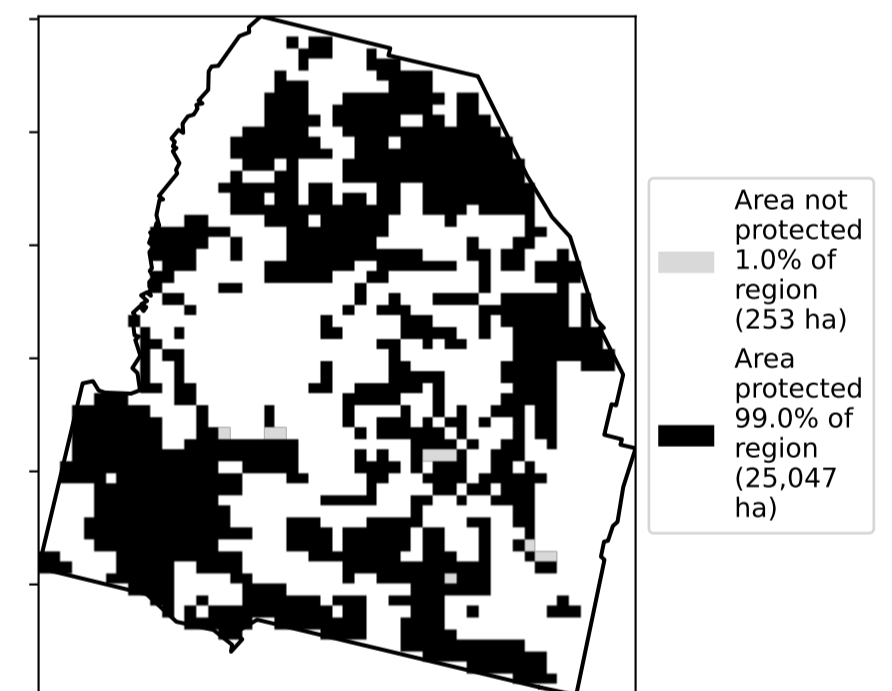 Area not
protected
1.0% of
region
(253 ha)
Area
protected
99.0% of
region
(25,047
ha)